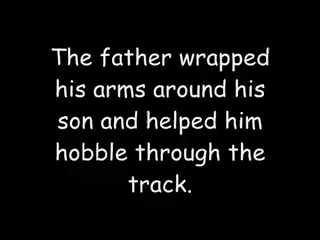 The father wrapped
his arms around his
son and helped him
hobble through the
track.